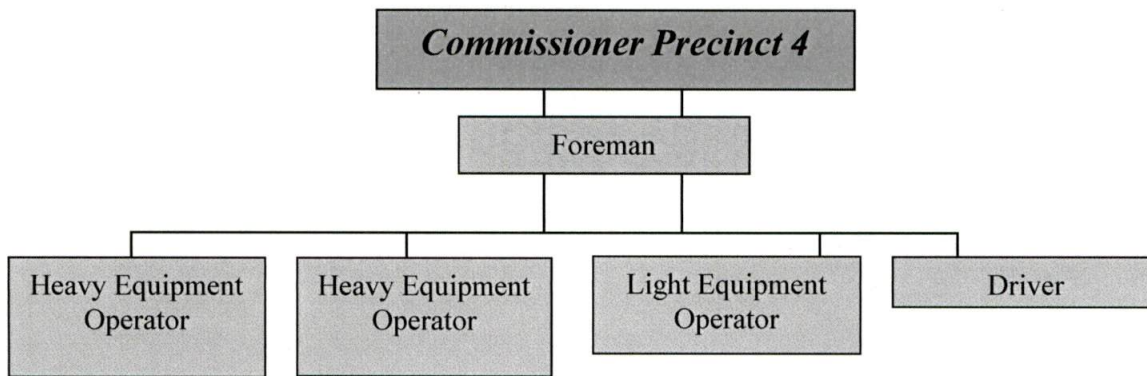 Commissioner Precinct 4
Foreman
Heavy Equipment
Operator
Heavy Equipment
Operator
Light Equipment
Operator
Driver